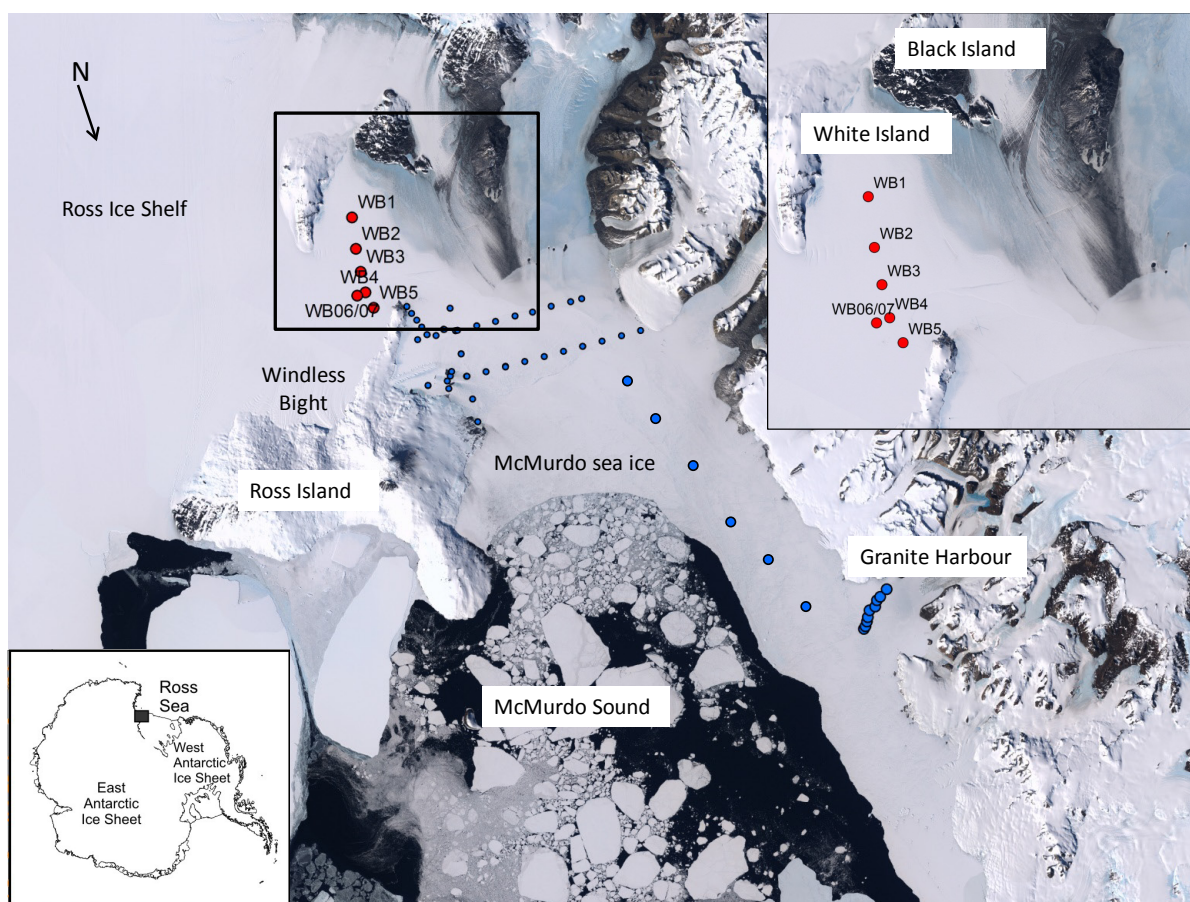 N
Ross Ice Shelf
WB1
WB2
WB3
WB4
WB5
WB06/07
Windless
Bight
Ross Island
McMurdo sea ice
Granite Harbour
McMurdo Sound
Black Island
White Island
WB1
WB2
WB3
WB4
WB06/07
WB5
Ross
Sea
West
Antarctic
Ice Sheet
East
Antarctic
Ice Sheet